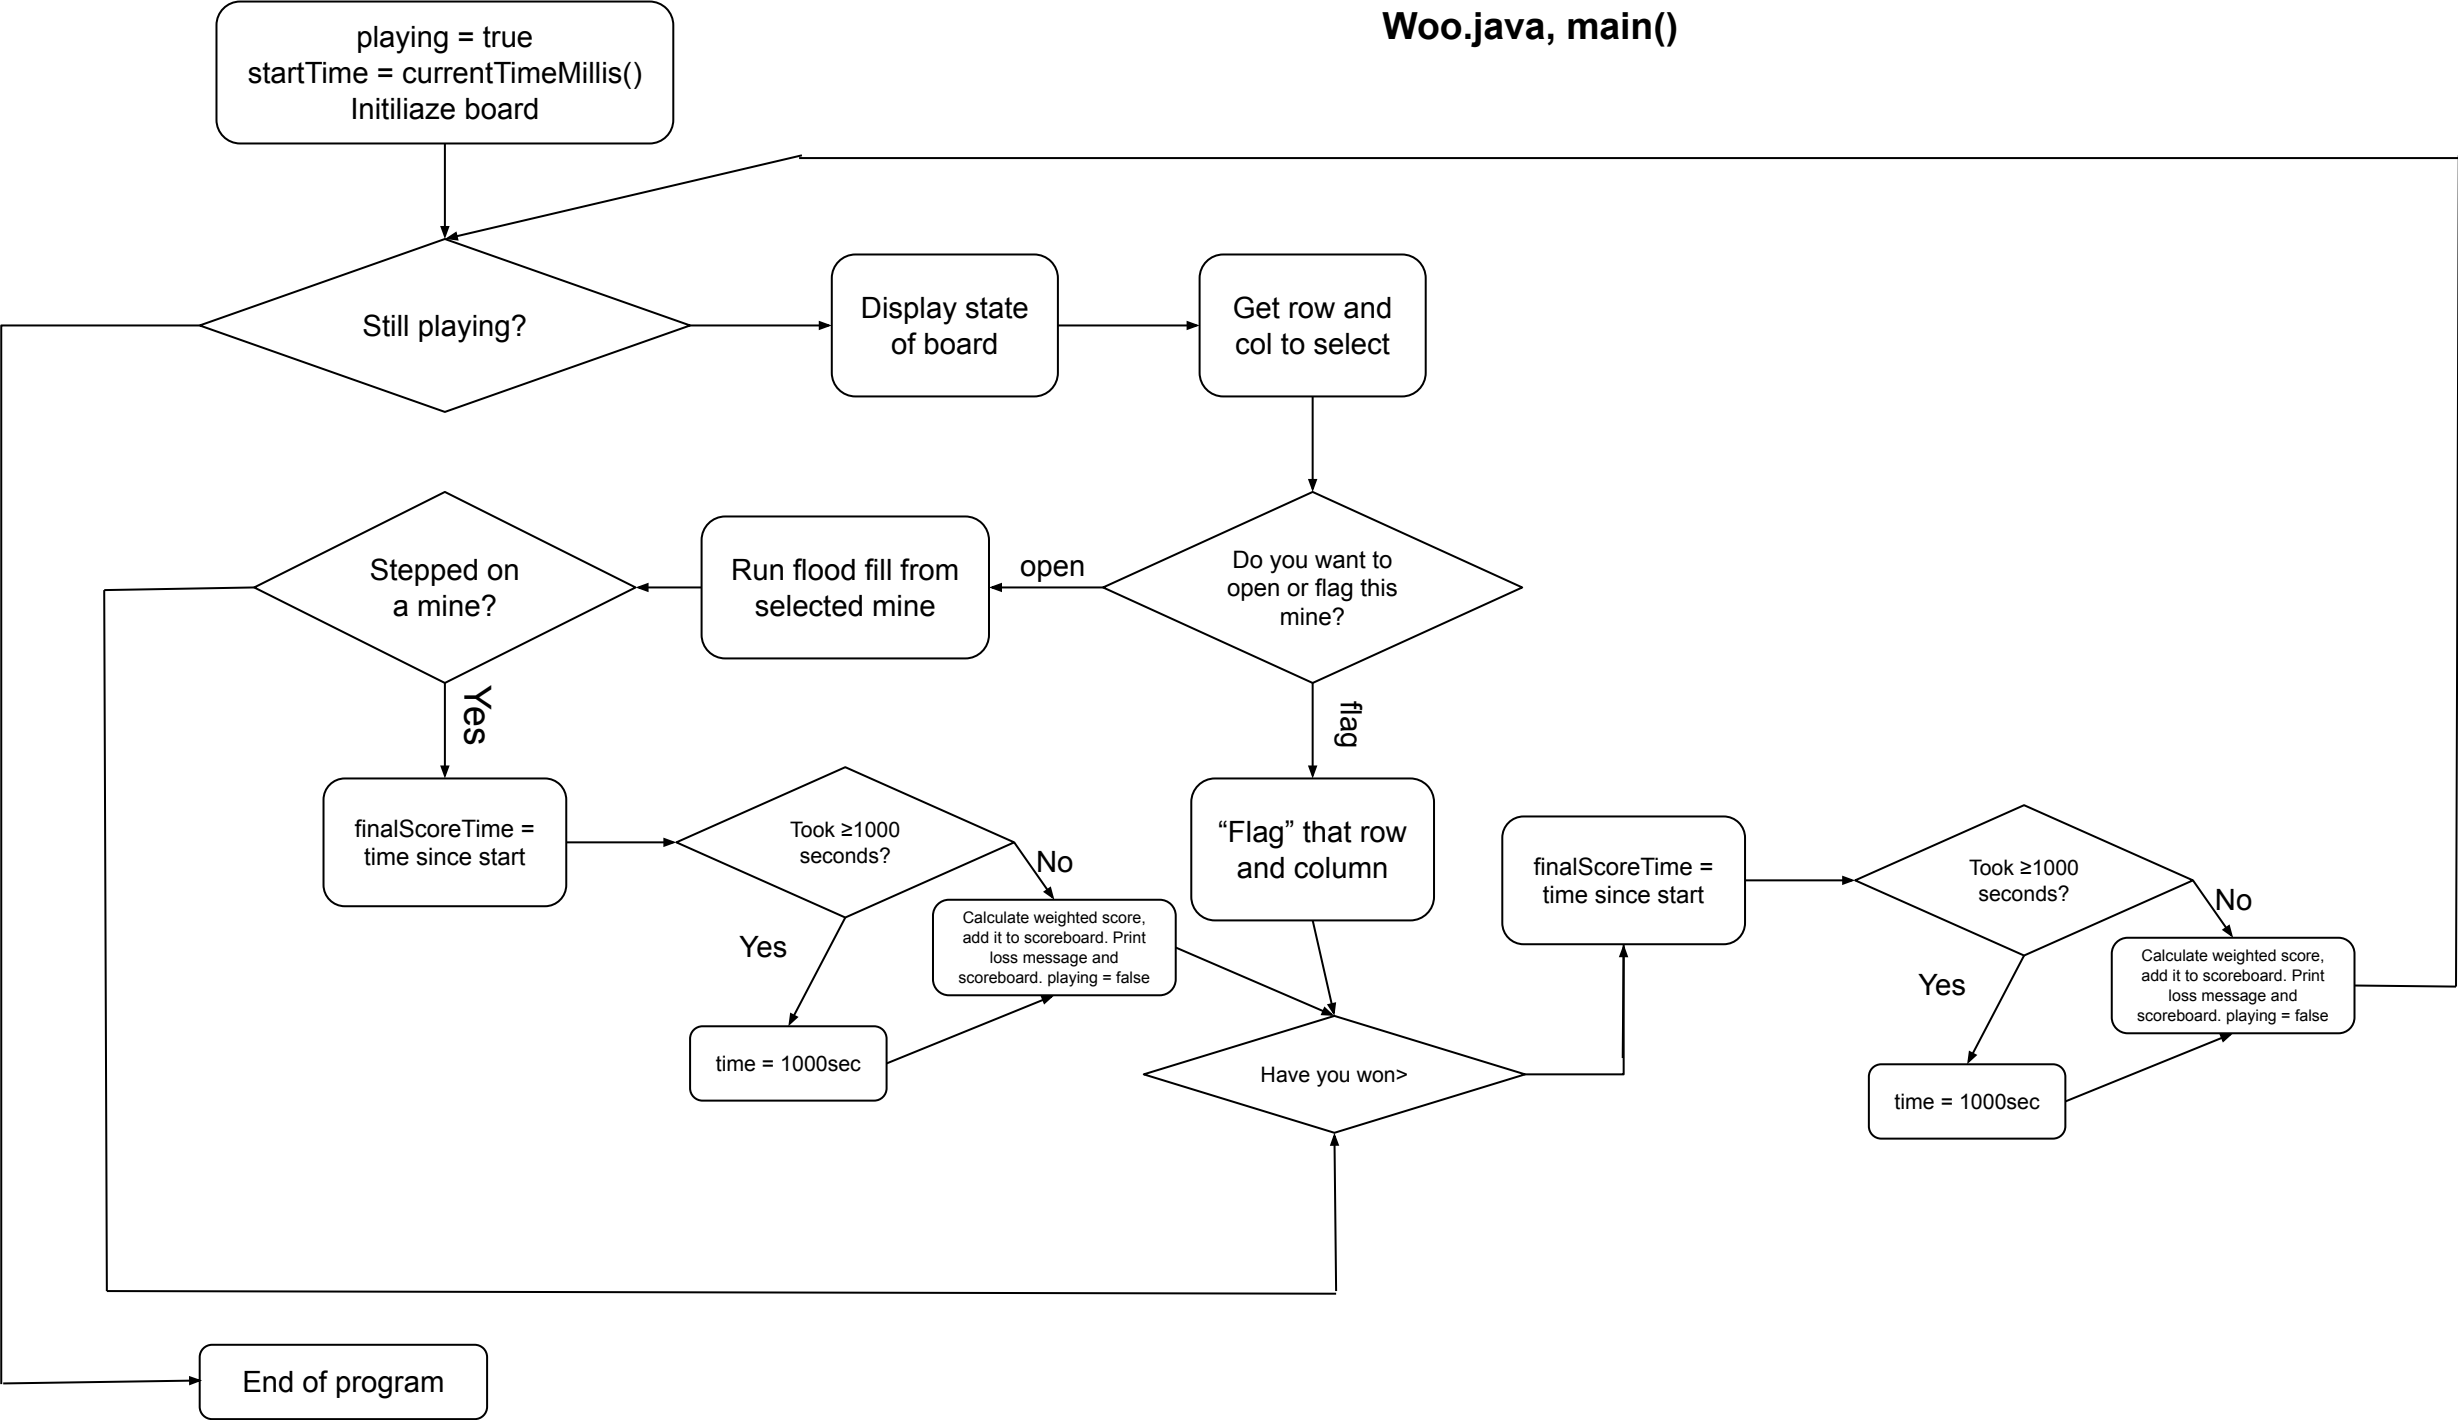 Woo.java, main()
playing = true
startTime = currentTimeMillis()
Initiliaze board
Still playing?
Display state
of board
Get row and
col to select
Do you want to
open or flag this
mine?
open
Run flood fill from
selected mine
Stepped on
a mine?
Yes
flag
finalScoreTime =
time since start
Took ≥1000
seconds?
No
Yes
Calculate weighted score,
add it to scoreboard. Print
loss message and
scoreboard. playing = false
time = 1000sec
“Flag” that row
and column
Have you won>
finalScoreTime =
time since start
Took ≥1000
seconds?
No
Yes
Calculate weighted score,
add it to scoreboard. Print
loss message and
scoreboard. playing = false
time = 1000sec
End of program